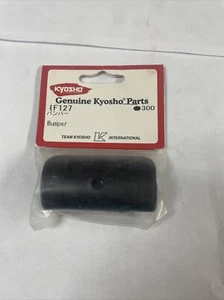 KYOSHO
Genuine Kyosho® Parts
IF127
バンパー
300
Bumper
TEAM KYOSHO K INTERNATIONAL